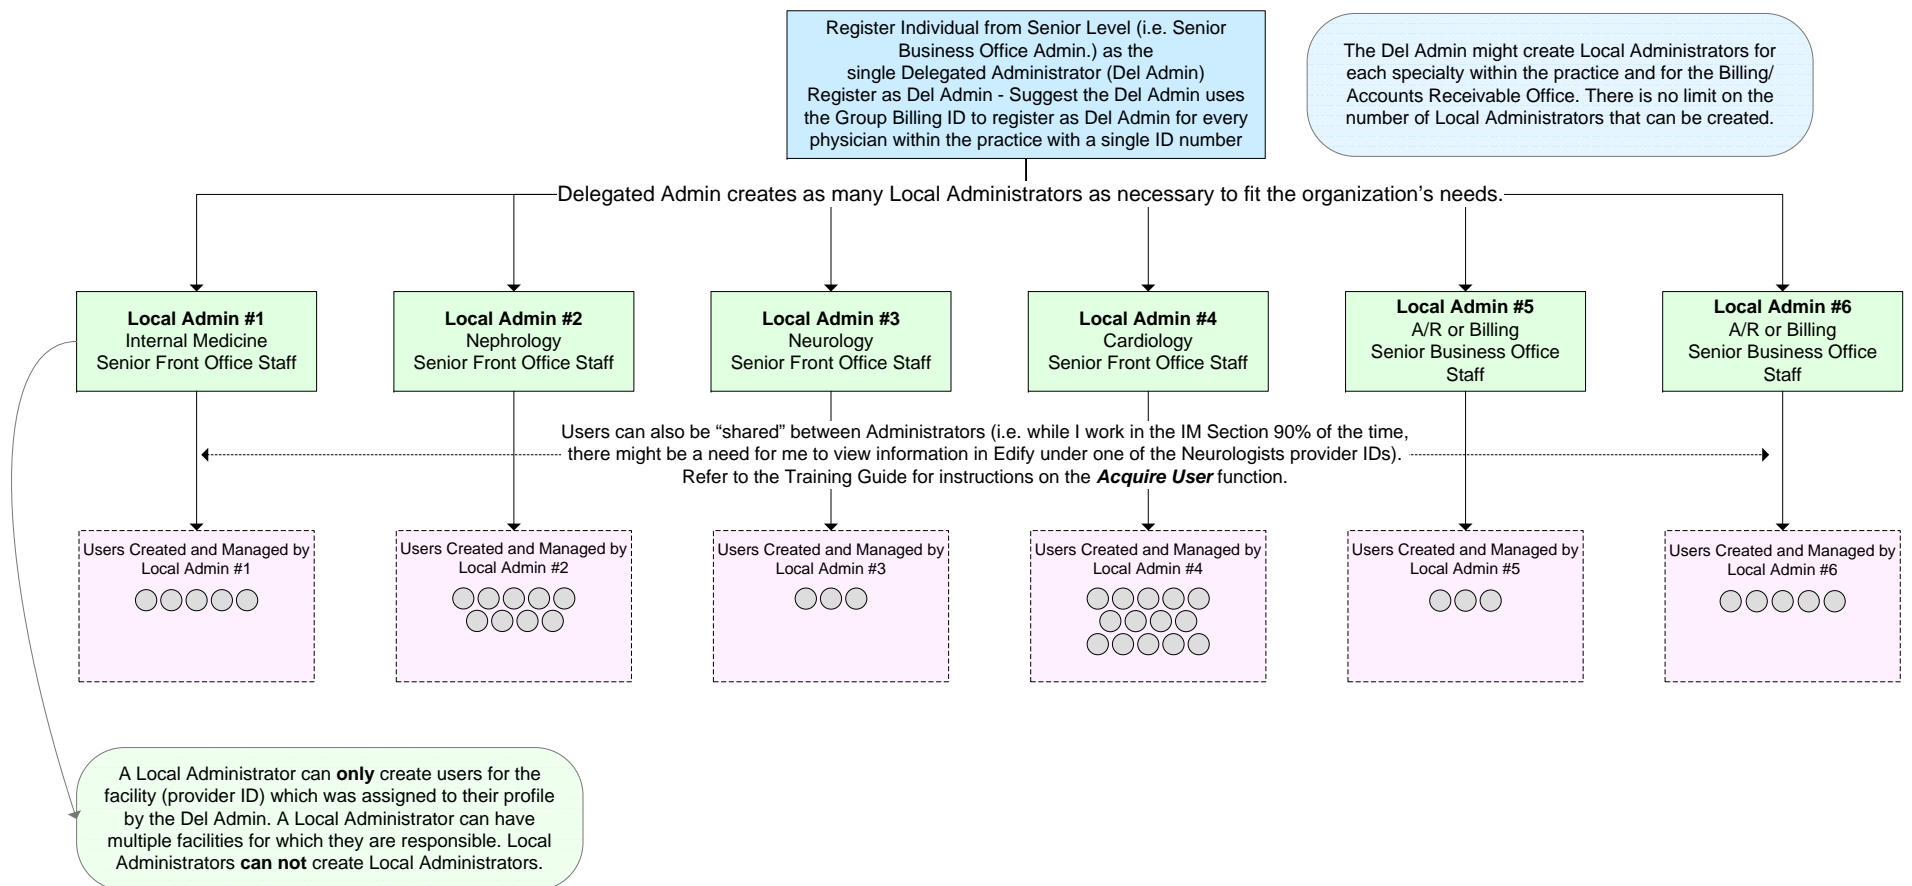 Register Individual from Senior Level (i.e. Senior
Business Office Admin.) as the
single Delegated Administrator (Del Admin)
Register as Del Admin - Suggest the Del Admin uses
the Group Billing ID to register as Del Admin for every
physician within the practice with a single ID number
The Del Admin might create Local Administrators for
each specialty within the practice and for the Billing/
Accounts Receivable Office. There is no limit on the
number of Local Administrators that can be created.
Delegated Admin creates as many Local Administrators as necessary to fit the organization’s needs.
Local Admin #1
Internal Medicine
Senior Front Office Staff
Local Admin #2
Nephrology
Senior Front Office Staff
Local Admin #3
Neurology
Senior Front Office Staff
Local Admin #4
Cardiology
Senior Front Office Staff
Local Admin #5
A/R or Billing
Senior Business Office
Staff
Local Admin #6
A/R or Billing
Senior Business Office
Staff
Users can also be “shared” between Administrators (i.e. while I work in the IM Section 90% of the time,
there might be a need for me to view information in Edify under one of the Neurologists provider IDs).
Refer to the Training Guide for instructions on the Acquire User function.
Users Created and Managed by
Local Admin #1
Users Created and Managed by
Local Admin #2
Users Created and Managed by
Local Admin #3
Users Created and Managed by
Local Admin #4
Users Created and Managed by
Local Admin #5
Users Created and Managed by
Local Admin #6
A Local Administrator can only create users for the
facility (provider ID) which was assigned to their profile
by the Del Admin. A Local Administrator can have
multiple facilities for which they are responsible. Local
Administrators can not create Local Administrators.